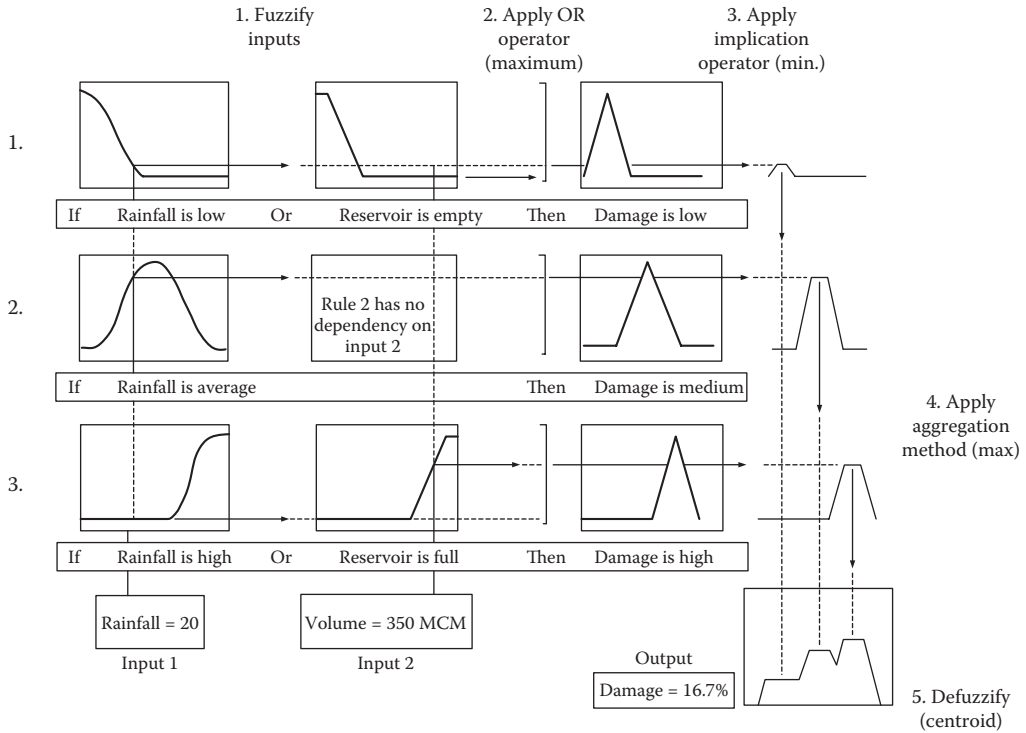 1. Fuzzify
inputs
2. Apply OR
operator
(maximum)
3. Apply
implication
operator (min.)
1.
If Rainfall is low Or Reservoir is empty Then Damage is low
2.
Rule 2 has no
dependency on
input 2
If Rainfall is average Then Damage is medium
4. Apply
aggregation
method (max)
3.
If Rainfall is high Or Reservoir is full Then Damage is high
Rainfall = 20
Input 1
Volume = 350 MCM
Input 2
Output
Damage = 16.7%
5. Defuzzify
(centroid)